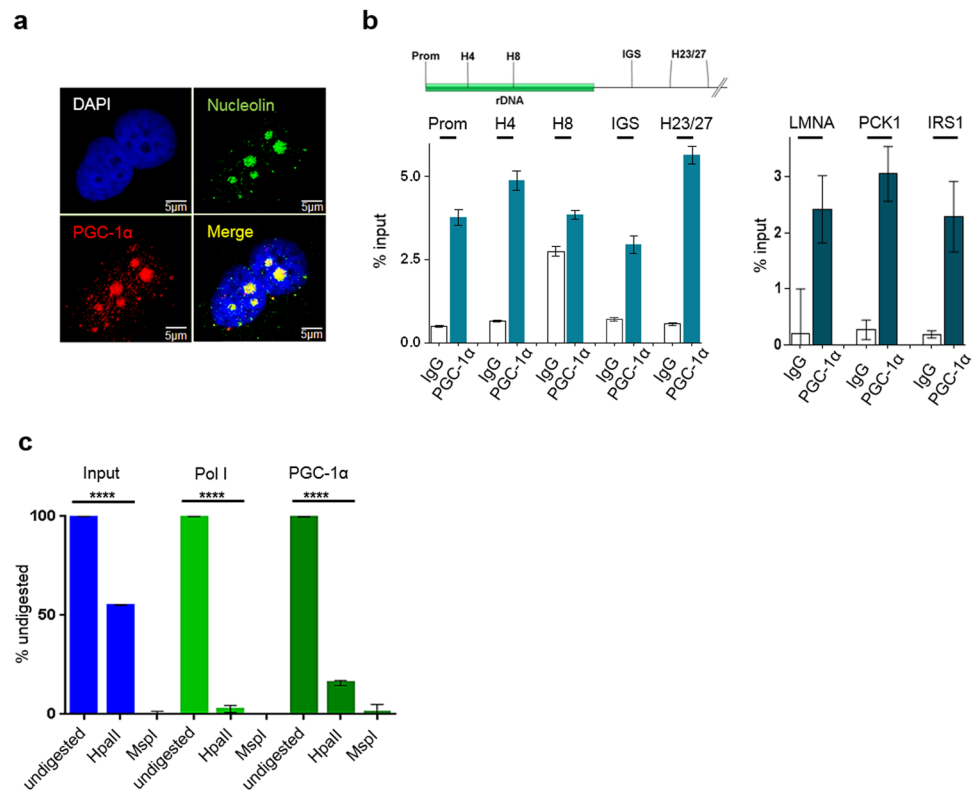 a
DAPI
Nucleolin
5µm
5µm
PGC-1α
Merge
5µm
5µm
b
Prom H4 H8 IGS H23/27
rDNA
Prom H4 H8 IGS H23/27
% input
5.0
2.5
0.0
IgG PGC-1α IgG PGC-1α IgG PGC-1α IgG PGC-1α IgG PGC-1α
LMNA PCK1 IRS1
% input
3
2
1
0
IgG PGC-1α IgG PGC-1α IgG PGC-1α
c
Input Pol I PGC-1α
**** **** ****
% undigested
100
50
0
undigested HpaII MspI undigested HpaII MspI undigested HpaII MspI